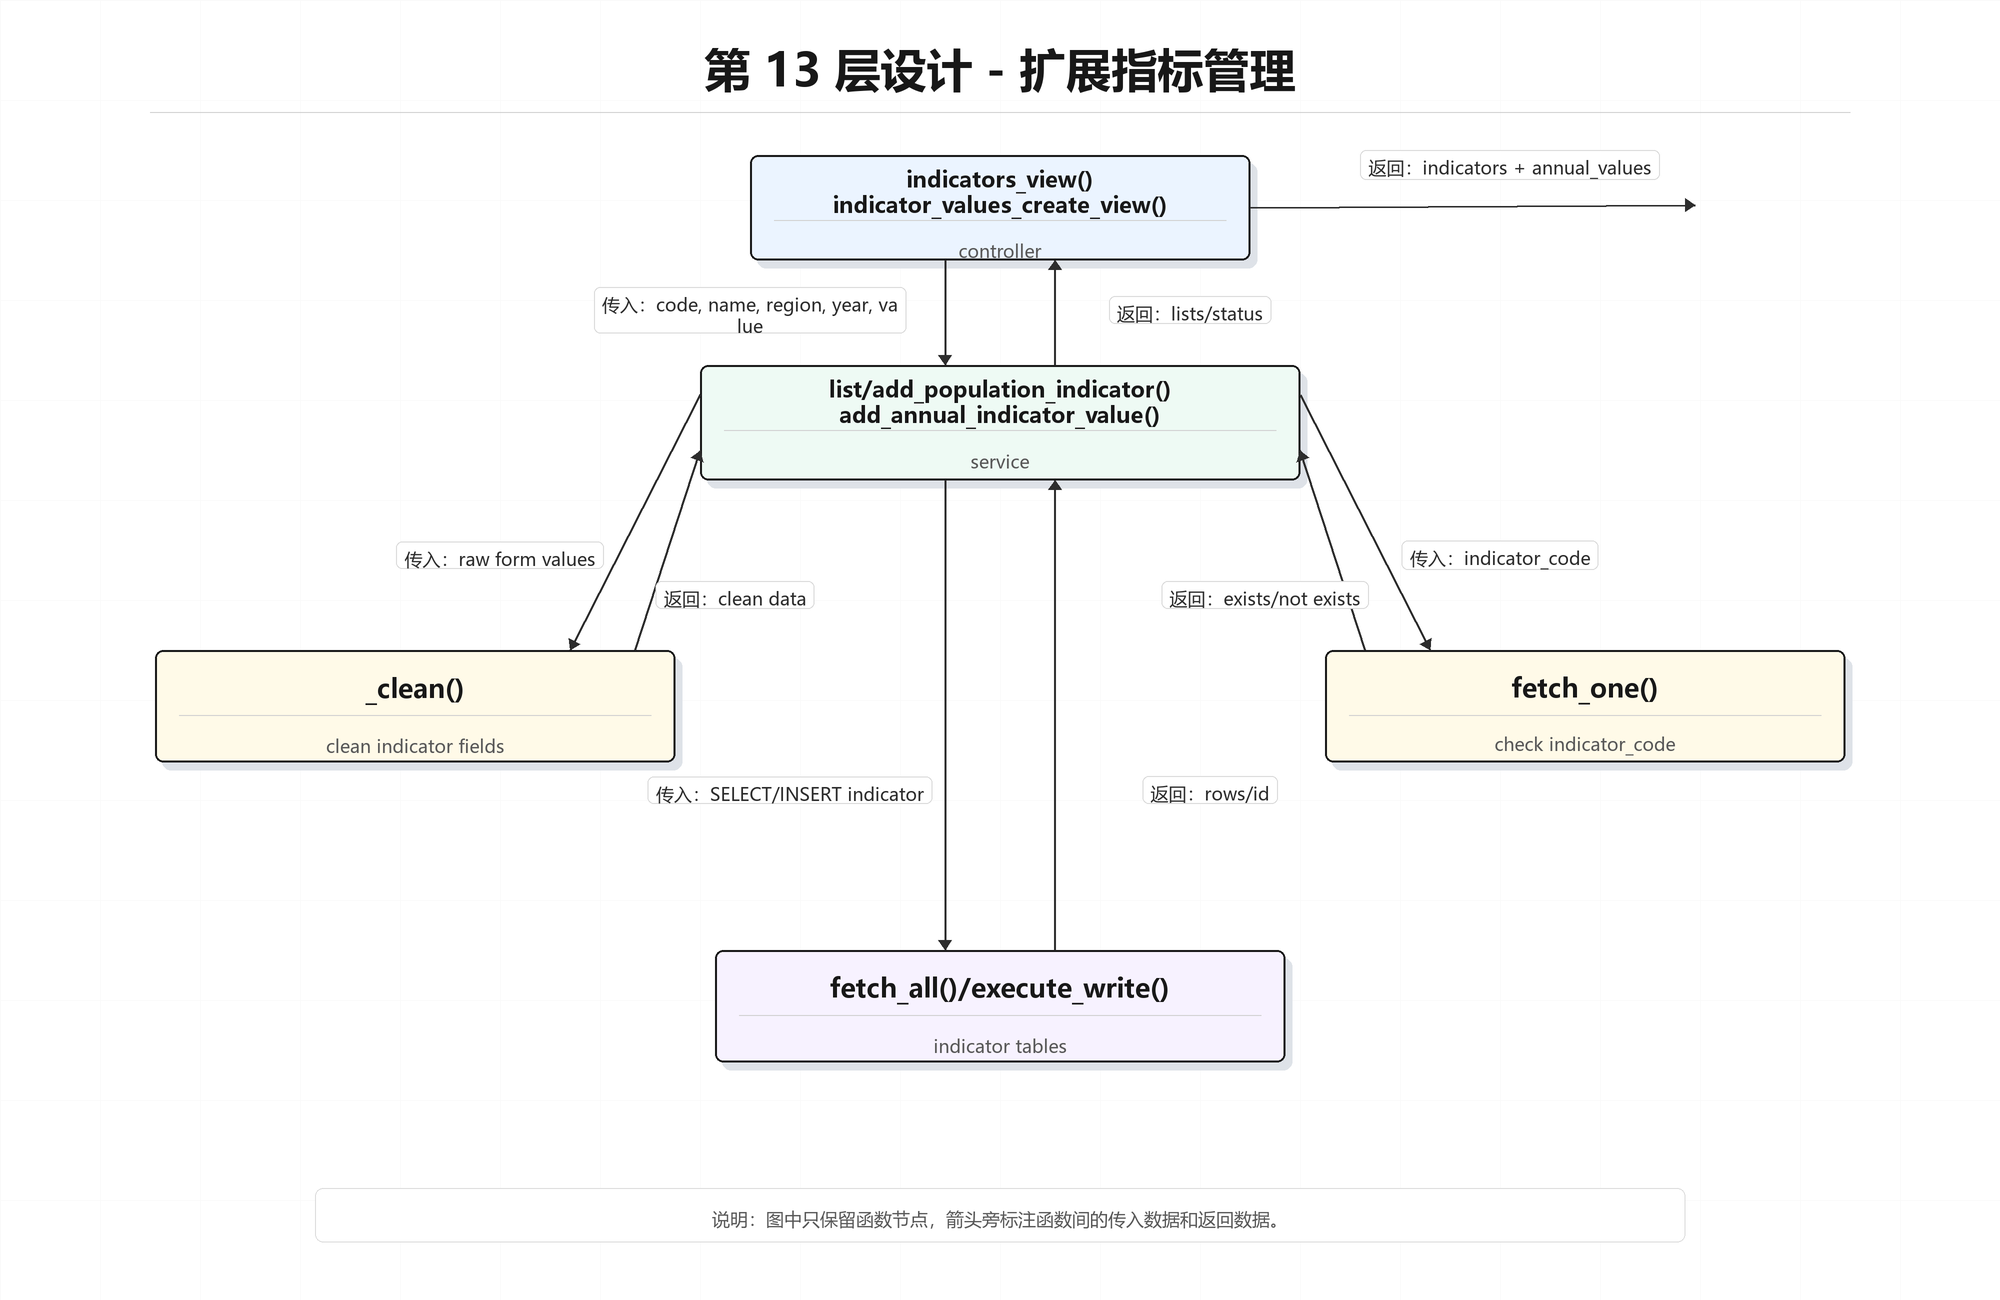 第 13 层设计 - 扩展指标管理
indicators_view()
indicator_values_create_view()
controller
返回：indicators + annual_values
传入：code, name, region, year, va
lue
返回：lists/status
list/add_population_indicator()
add_annual_indicator_value()
service
传入：raw form values
返回：clean data
返回：exists/not exists
传入：indicator_code
_clean()
clean indicator fields
fetch_one()
check indicator_code
传入：SELECT/INSERT indicator
返回：rows/id
fetch_all()/execute_write()
indicator tables
说明：图中只保留函数节点，箭头旁标注函数间的传入数据和返回数据。